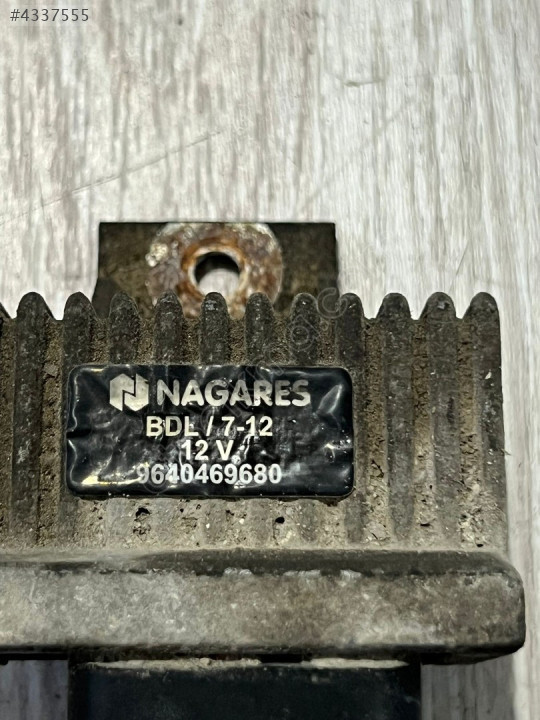 #4337555
NAGARES
BDL / 7-12
12 V
9640469680